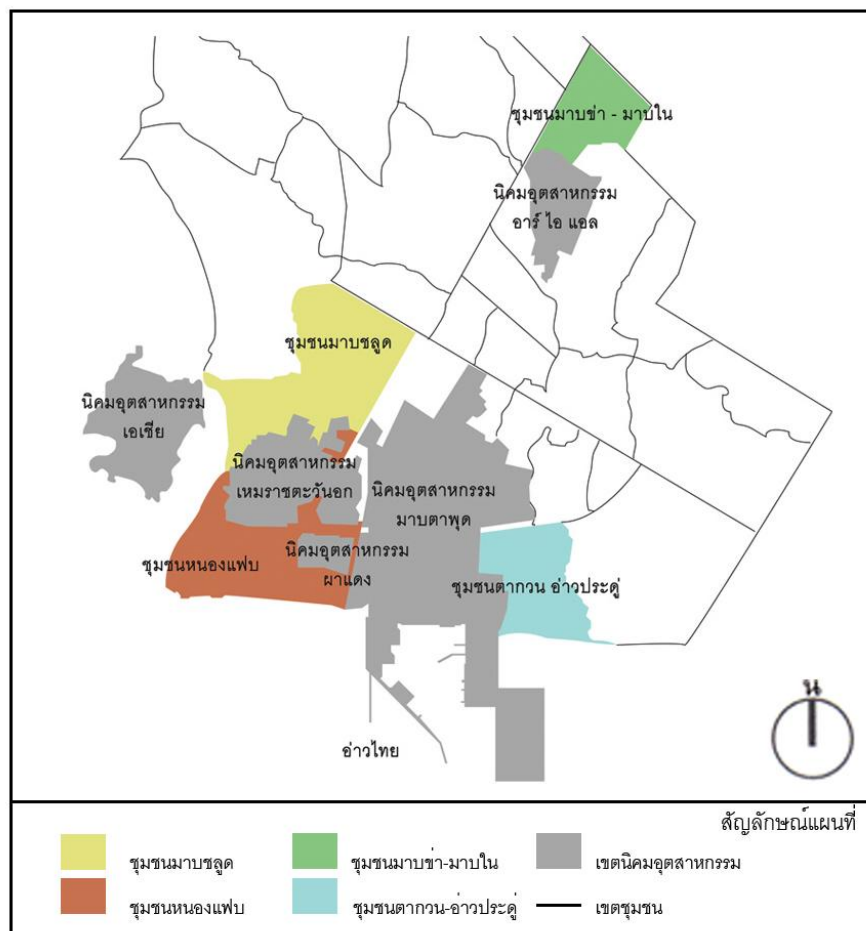 ชุมชนมาบข่า - มาบใน
นิคมอุตสาหกรรม
อาร์ ไอ แอล
ชุมชนมาบชลูด
นิคมอุตสาหกรรม
เอเชีย
นิคมอุตสาหกรรม
เหมราชตะวันอก
นิคมอุตสาหกรรม
มาบตาพุด
ชุมชนหนองแฟบ
นิคมอุตสาหกรรม
ผาแดง
ชุมชนตากวน อ่าวประดู่
น
อ่าวไทย
สัญลักษณ์แผนที่
ชุมชนมาบชลูด
ชุมชนมาบข่า-มาบใน
เขตนิคมอุตสาหกรรม
ชุมชนหนองแฟบ
ชุมชนตากวน-อ่าวประดู่
เขตชุมชน